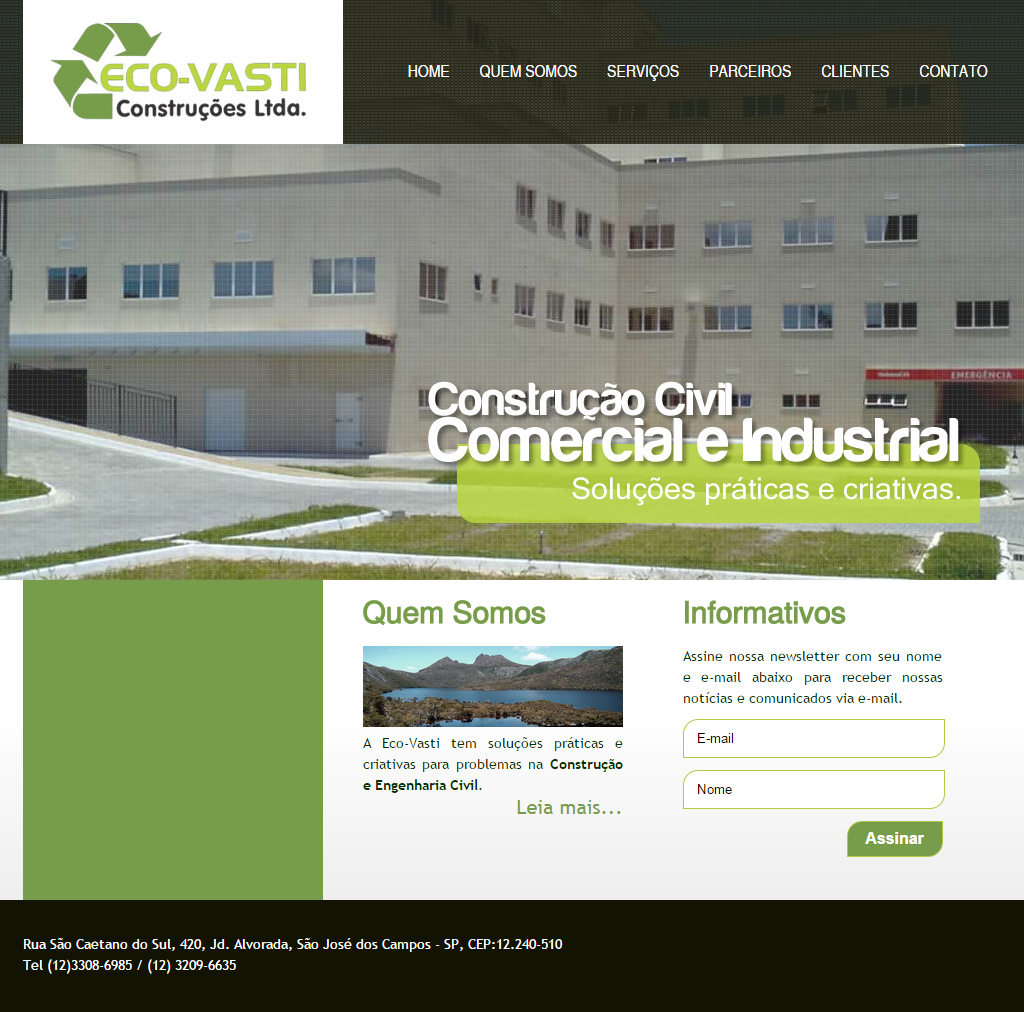 ECO-VASTI
Construções Ltda.
HOME QUEM SOMOS SERVIÇOS PARCEIROS CLIENTES CONTATO
EMERGÊNCIA
Construção Civil
Comercial e Industrial
Soluções práticas e criativas.
Quem Somos
A Eco-Vasti tem soluções práticas e
criativas para problemas na Construção
e Engenharia Civil.
Leia mais...
Informativos
Assine nossa newsletter com seu nome
e e-mail abaixo para receber nossas
notícias e comunicados via e-mail.
E-mail
Nome
Assinar
Rua São Caetano do Sul, 420, Jd. Alvorada, São José dos Campos - SP, CEP:12.240-510
Tel (12)3308-6985 / (12) 3209-6635